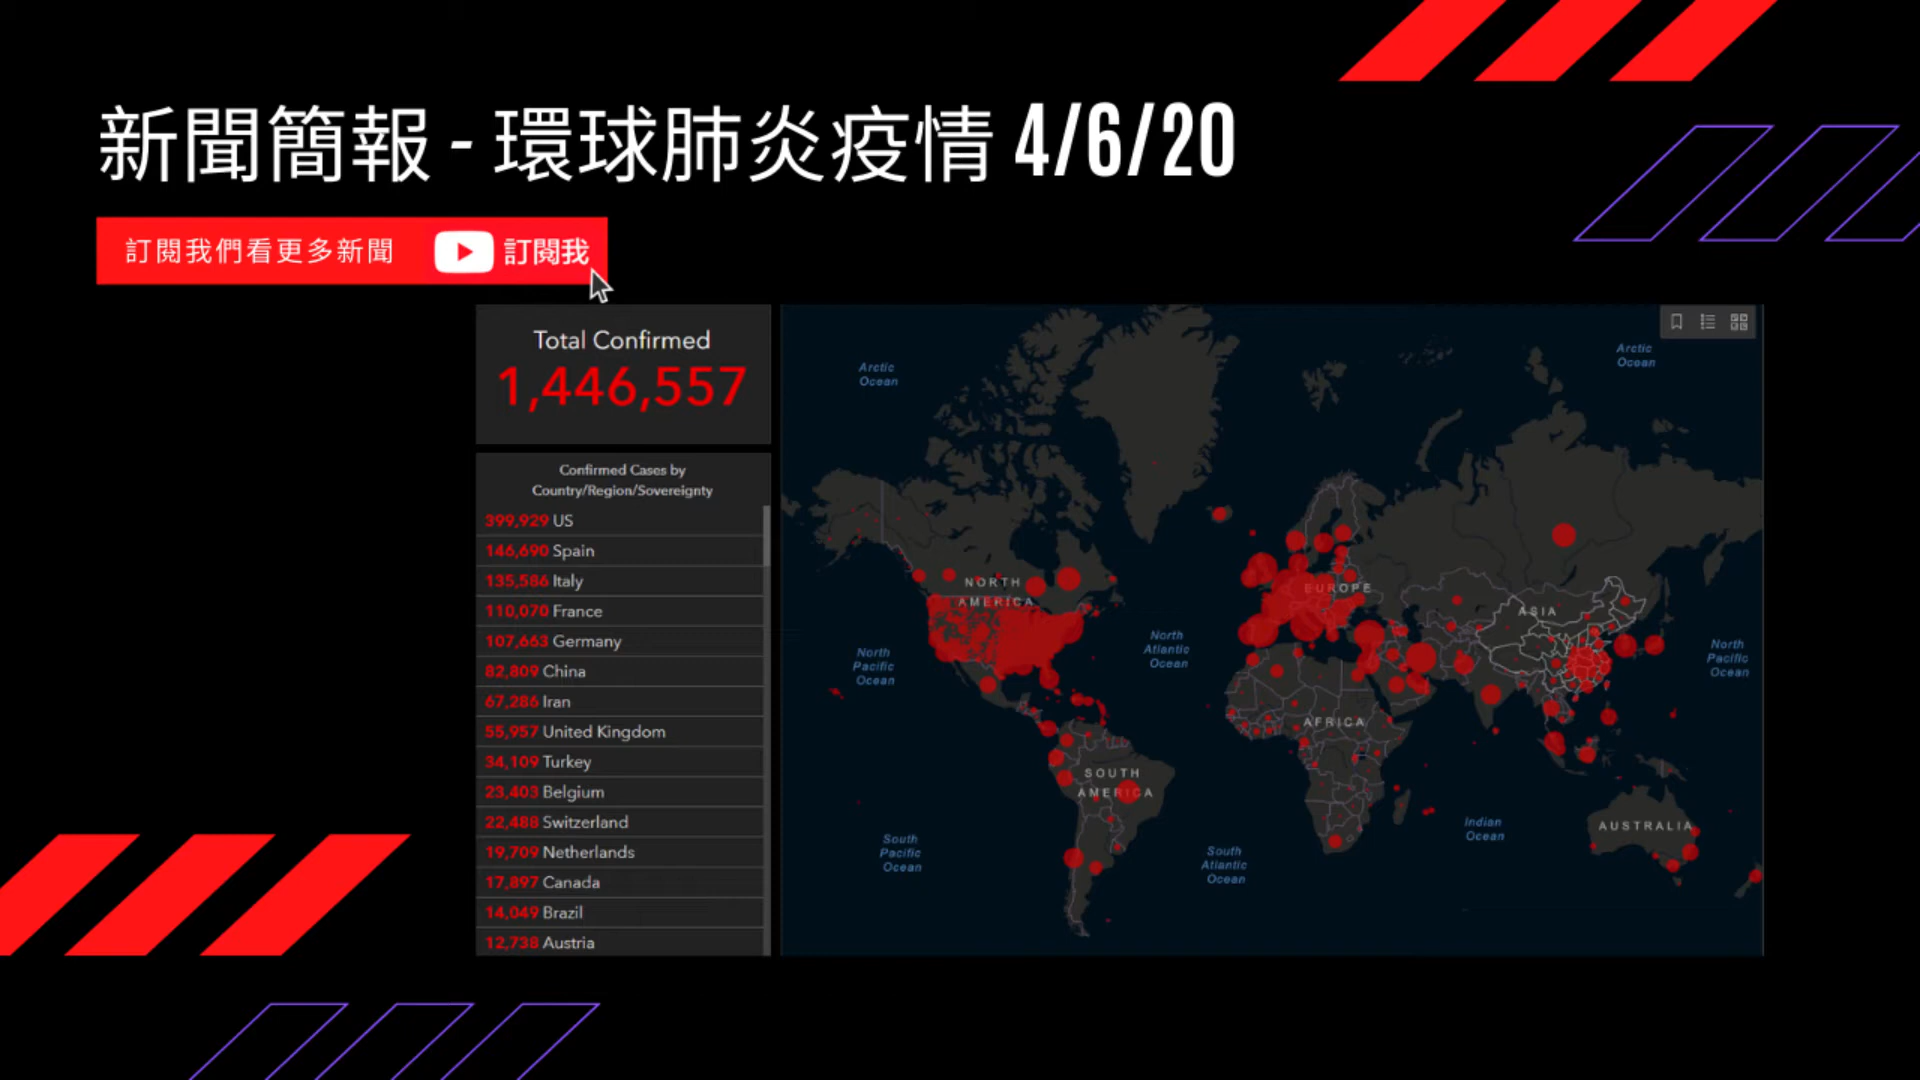 新聞簡報 - 環球肺炎疫情 4/6/20
訂閱我們看更多新聞
訂閱我
Total Confirmed
1,446,557
Confirmed Cases by
Country/Region/Sovereignty
399,929 US
146,690 Spain
135,586 Italy
110,070 France
107,663 Germany
82,809 China
67,286 Iran
55,957 United Kingdom
34,109 Turkey
23,403 Belgium
22,488 Switzerland
19,709 Netherlands
17,897 Canada
14,049 Brazil
12,738 Austria
Arctic
Ocean
Arctic
Ocean
NORTH
AMERICA
EUROPE
ASIA
North
Pacific
Ocean
North
Atlantic
Ocean
North
Pacific
Ocean
AFRICA
SOUTH
AMERICA
South
Pacific
Ocean
South
Atlantic
Ocean
Indian
Ocean
AUSTRALIA